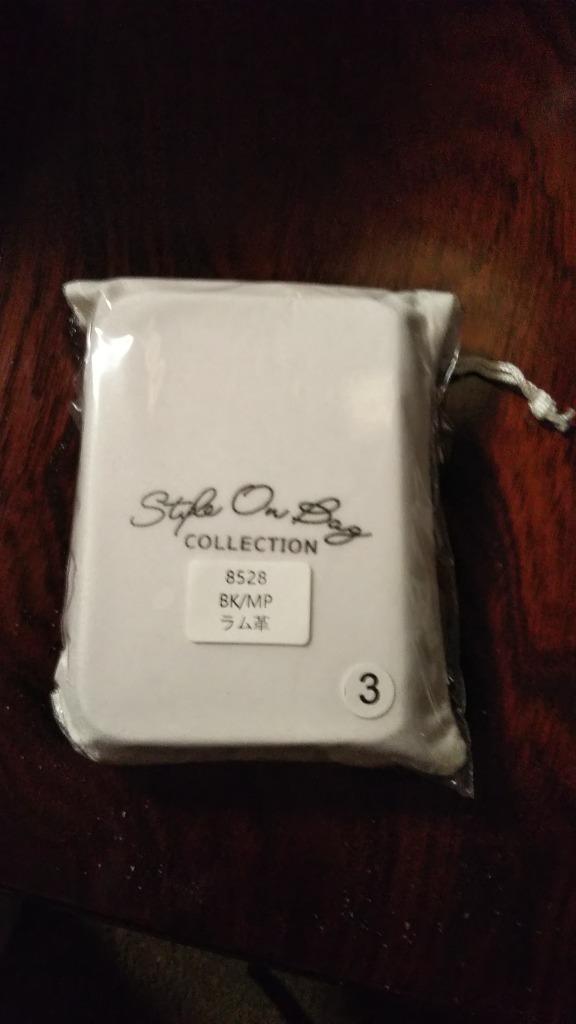 Style On Bag
COLLECTION
8528
BK/MP
ラム革
3